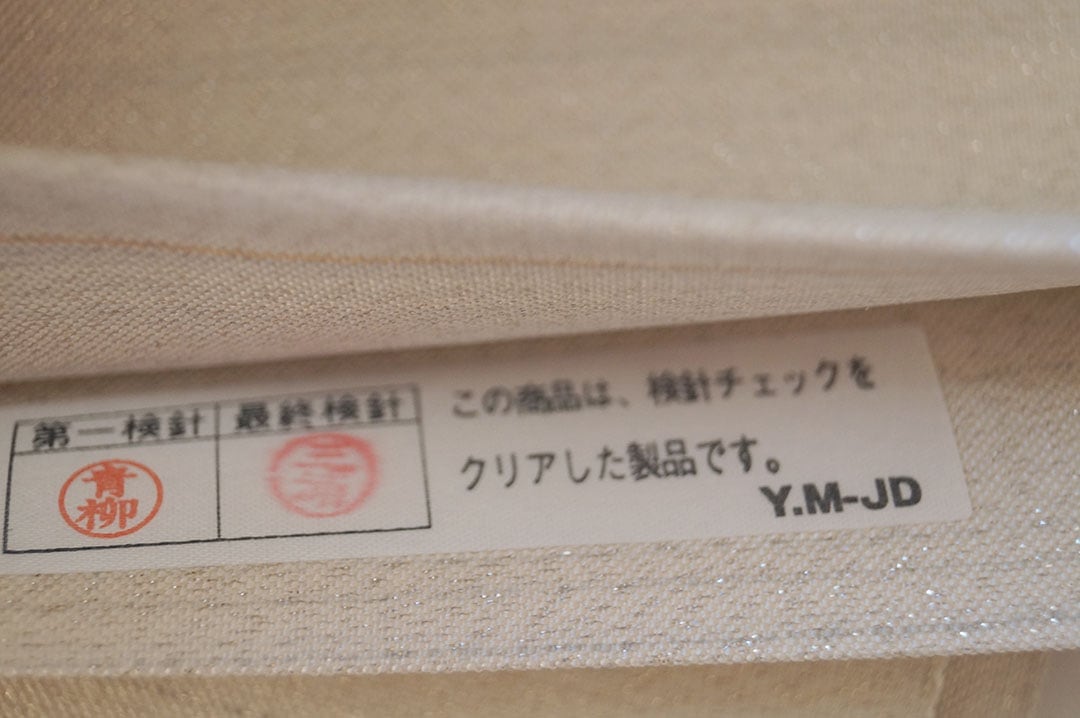 第一検針 最終検針
青柳
この商品は、検針チェックを
クリアした製品です。
Y.M-JD